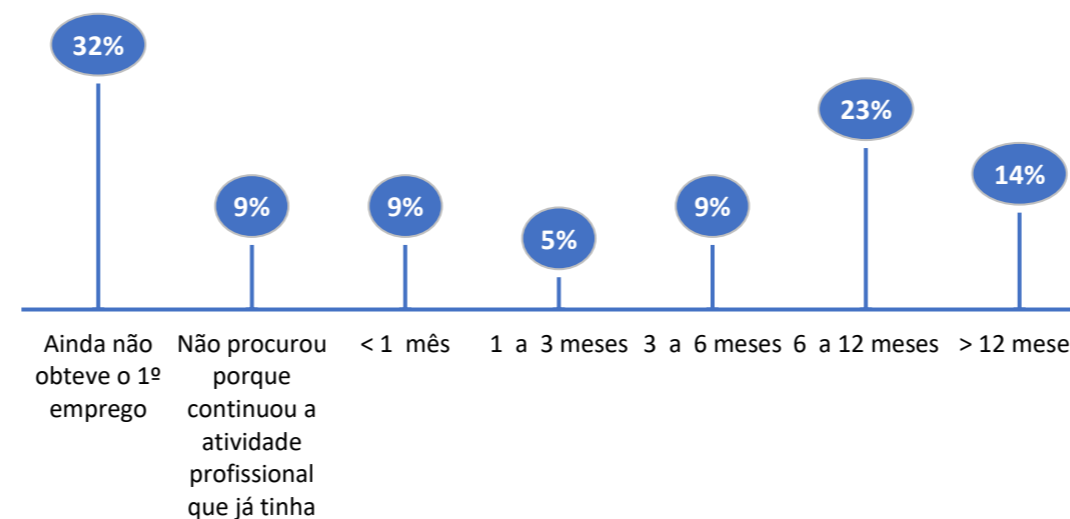 32%
23%
14%
9%
9%
9%
5%
Ainda não
obteve o 1º
emprego
Não procurou
porque
continuou a
atividade
profissional
que já tinha
< 1 mês
1 a 3 meses
3 a 6 meses
6 a 12 meses
> 12 mese